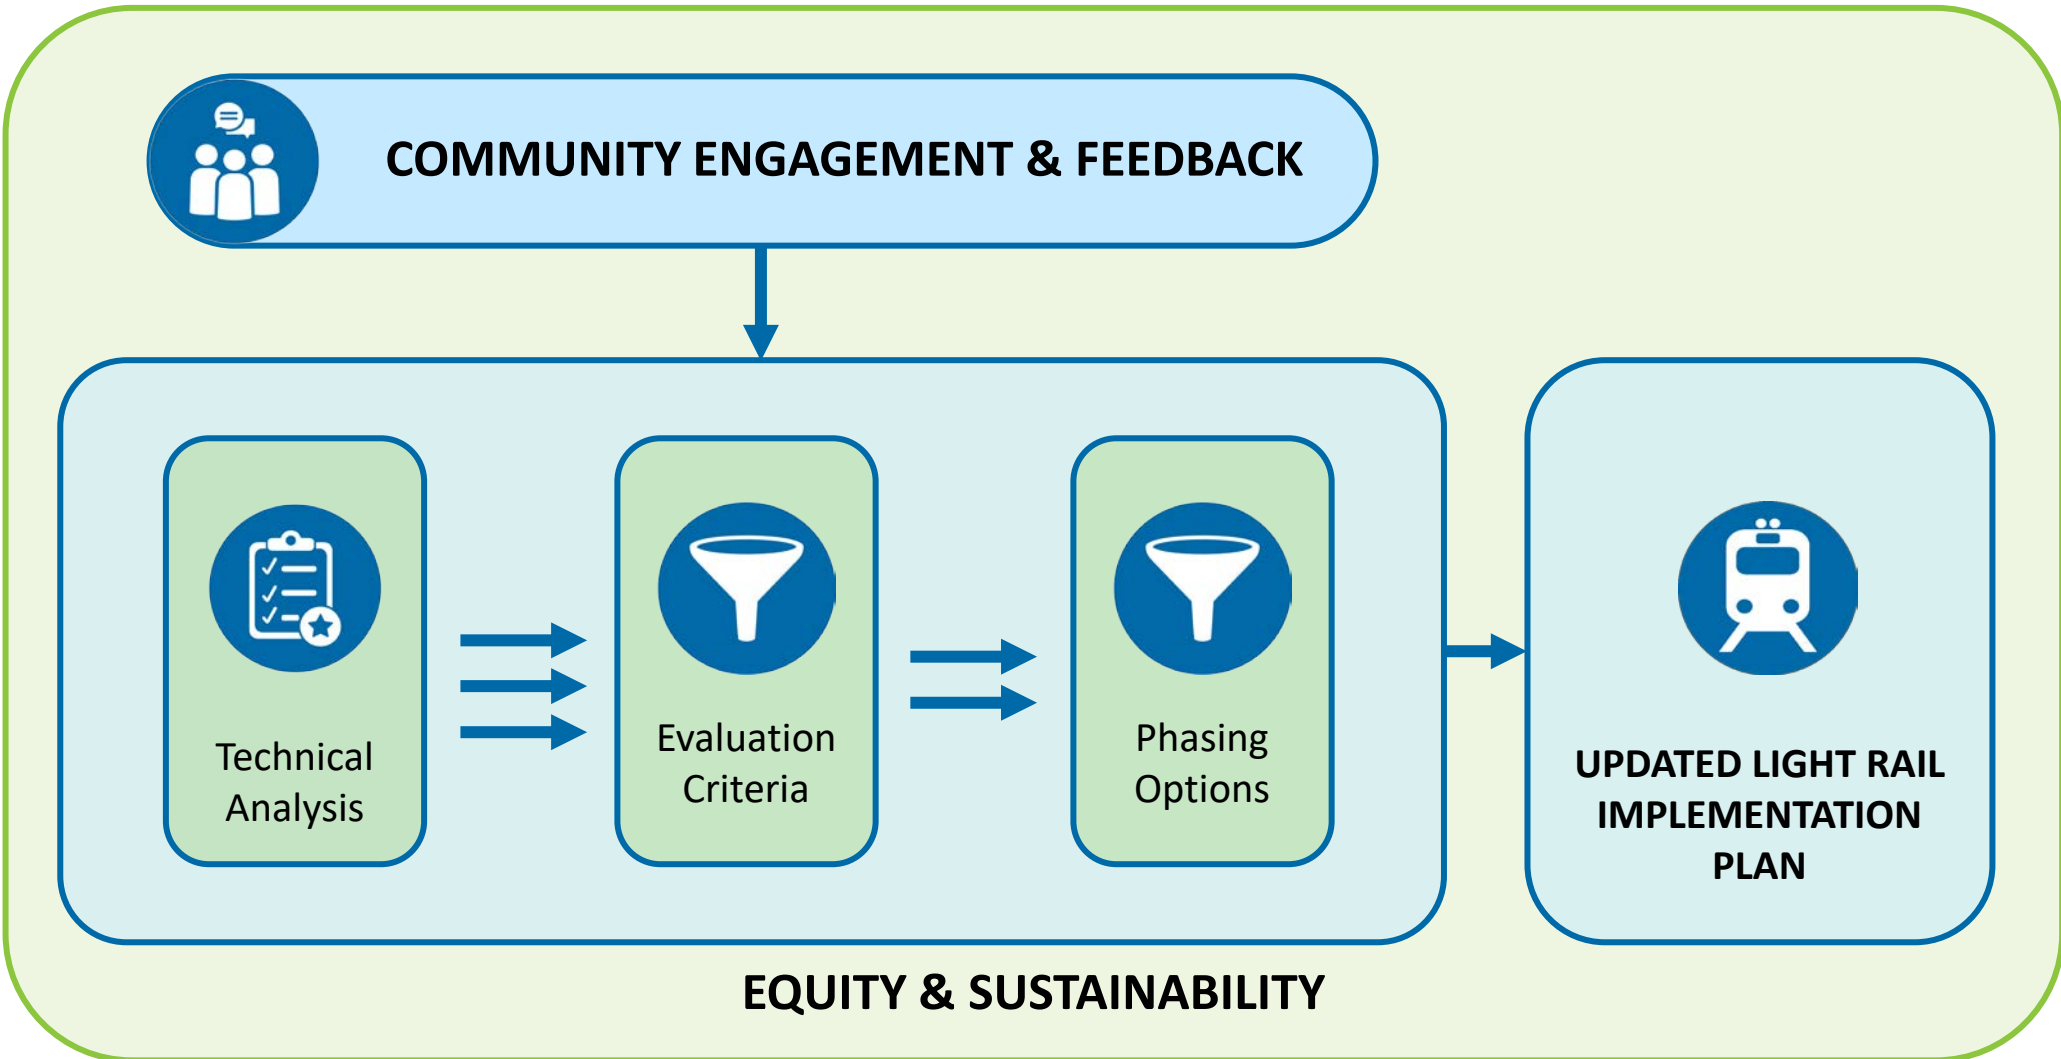 COMMUNITY ENGAGEMENT & FEEDBACK
Technical
Analysis
Evaluation
Criteria
Phasing
Options
UPDATED LIGHT RAIL
IMPLEMENTATION
PLAN
EQUITY & SUSTAINABILITY